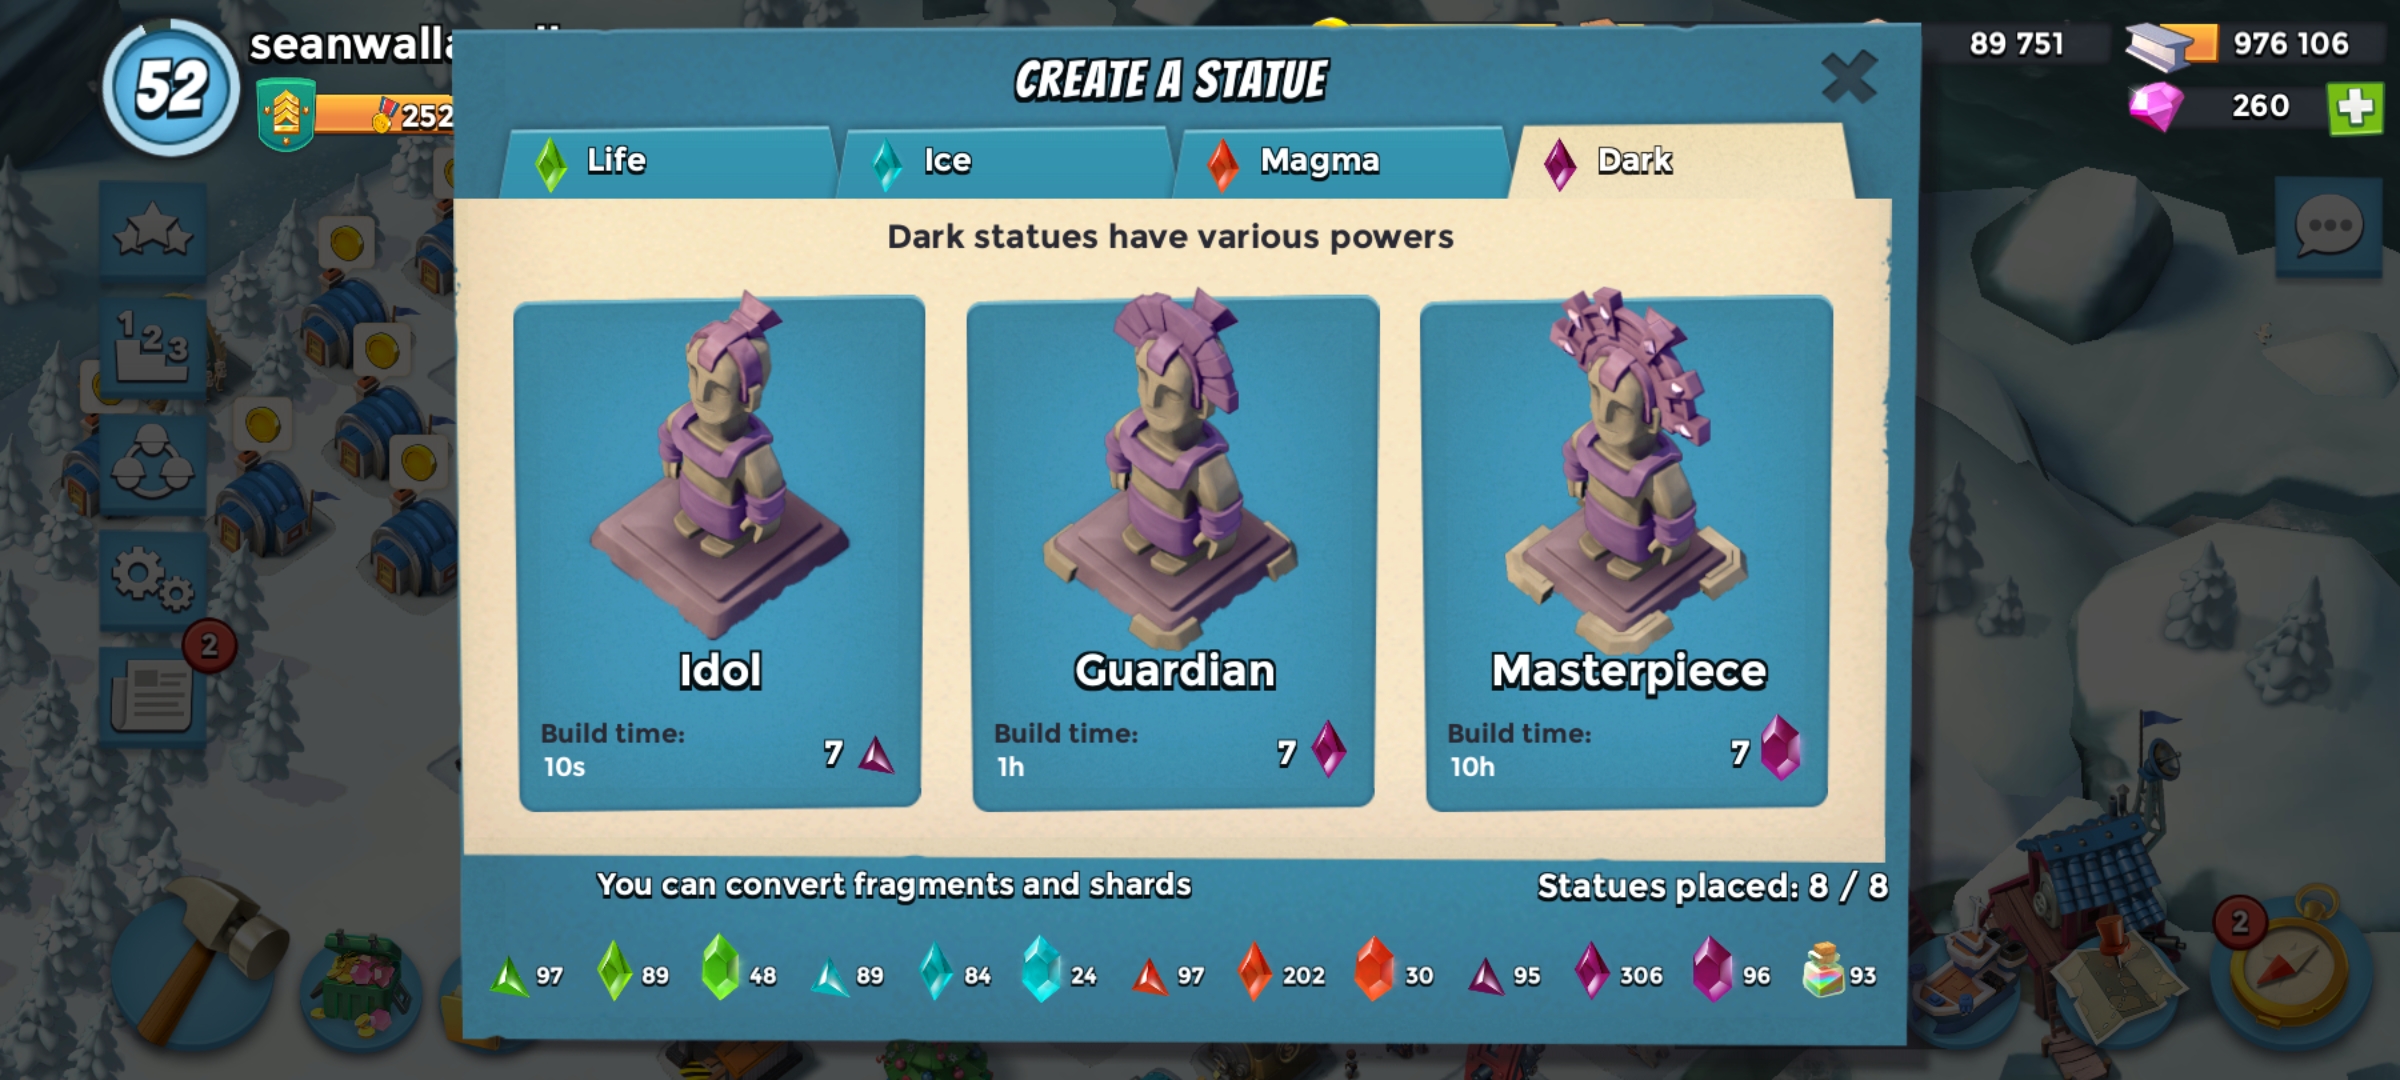 52
252
CREATE A STATUE
89 751
976 106
260
Life
Ice
Magma
Dark
Dark statues have various powers
1 2 3
2
Idol
Build time:
10s
7
Guardian
Build time:
1h
7
Masterpiece
Build time:
10h
7
You can convert fragments and shards
Statues placed: 8 / 8
97
89
48
89
84
24
97
202
30
95
306
96
93
2